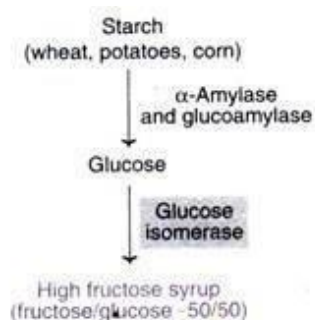 Starch
(wheat, potatoes, corn)
α-Amylase
and glucoamylase
Glucose
Glucose
isomerase
High fructose syrup
(fructose/glucose ~50/50)